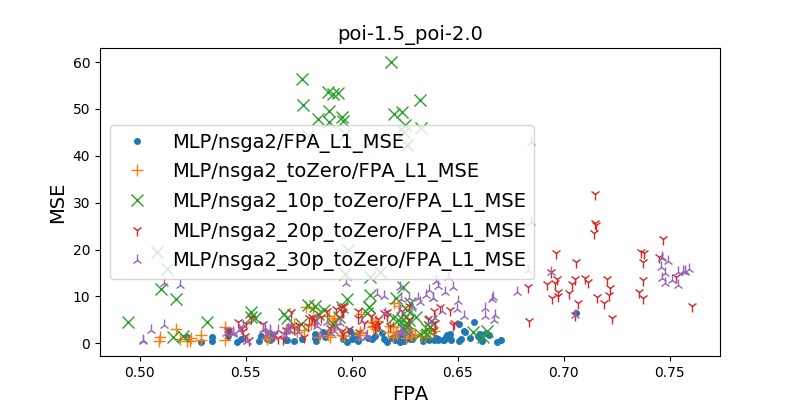 poi-1.5_poi-2.0
60
50
40
30
20
10
0
MSE
MLP/nsga2/FPA_L1_MSE
MLP/nsga2_toZero/FPA_L1_MSE
MLP/nsga2_10p_toZero/FPA_L1_MSE
MLP/nsga2_20p_toZero/FPA_L1_MSE
MLP/nsga2_30p_toZero/FPA_L1_MSE
0.50 0.55 0.60 0.65 0.70 0.75
FPA